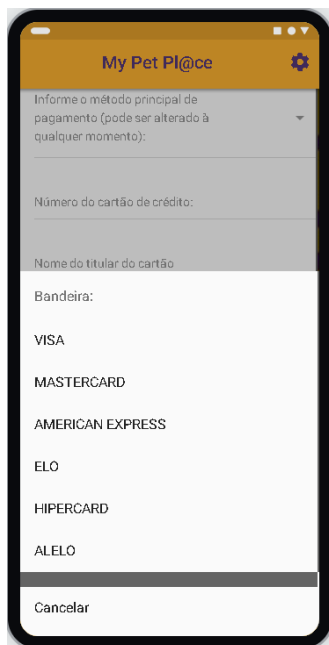 My Pet Pl@ce
Informe o método principal de
pagamento (pode ser alterado à
qualquer momento):
Número do cartão de crédito:
Nome do titular do cartão
Bandeira:
VISA
MASTERCARD
AMERICAN EXPRESS
ELO
HIPERCARD
ALELO
Cancelar